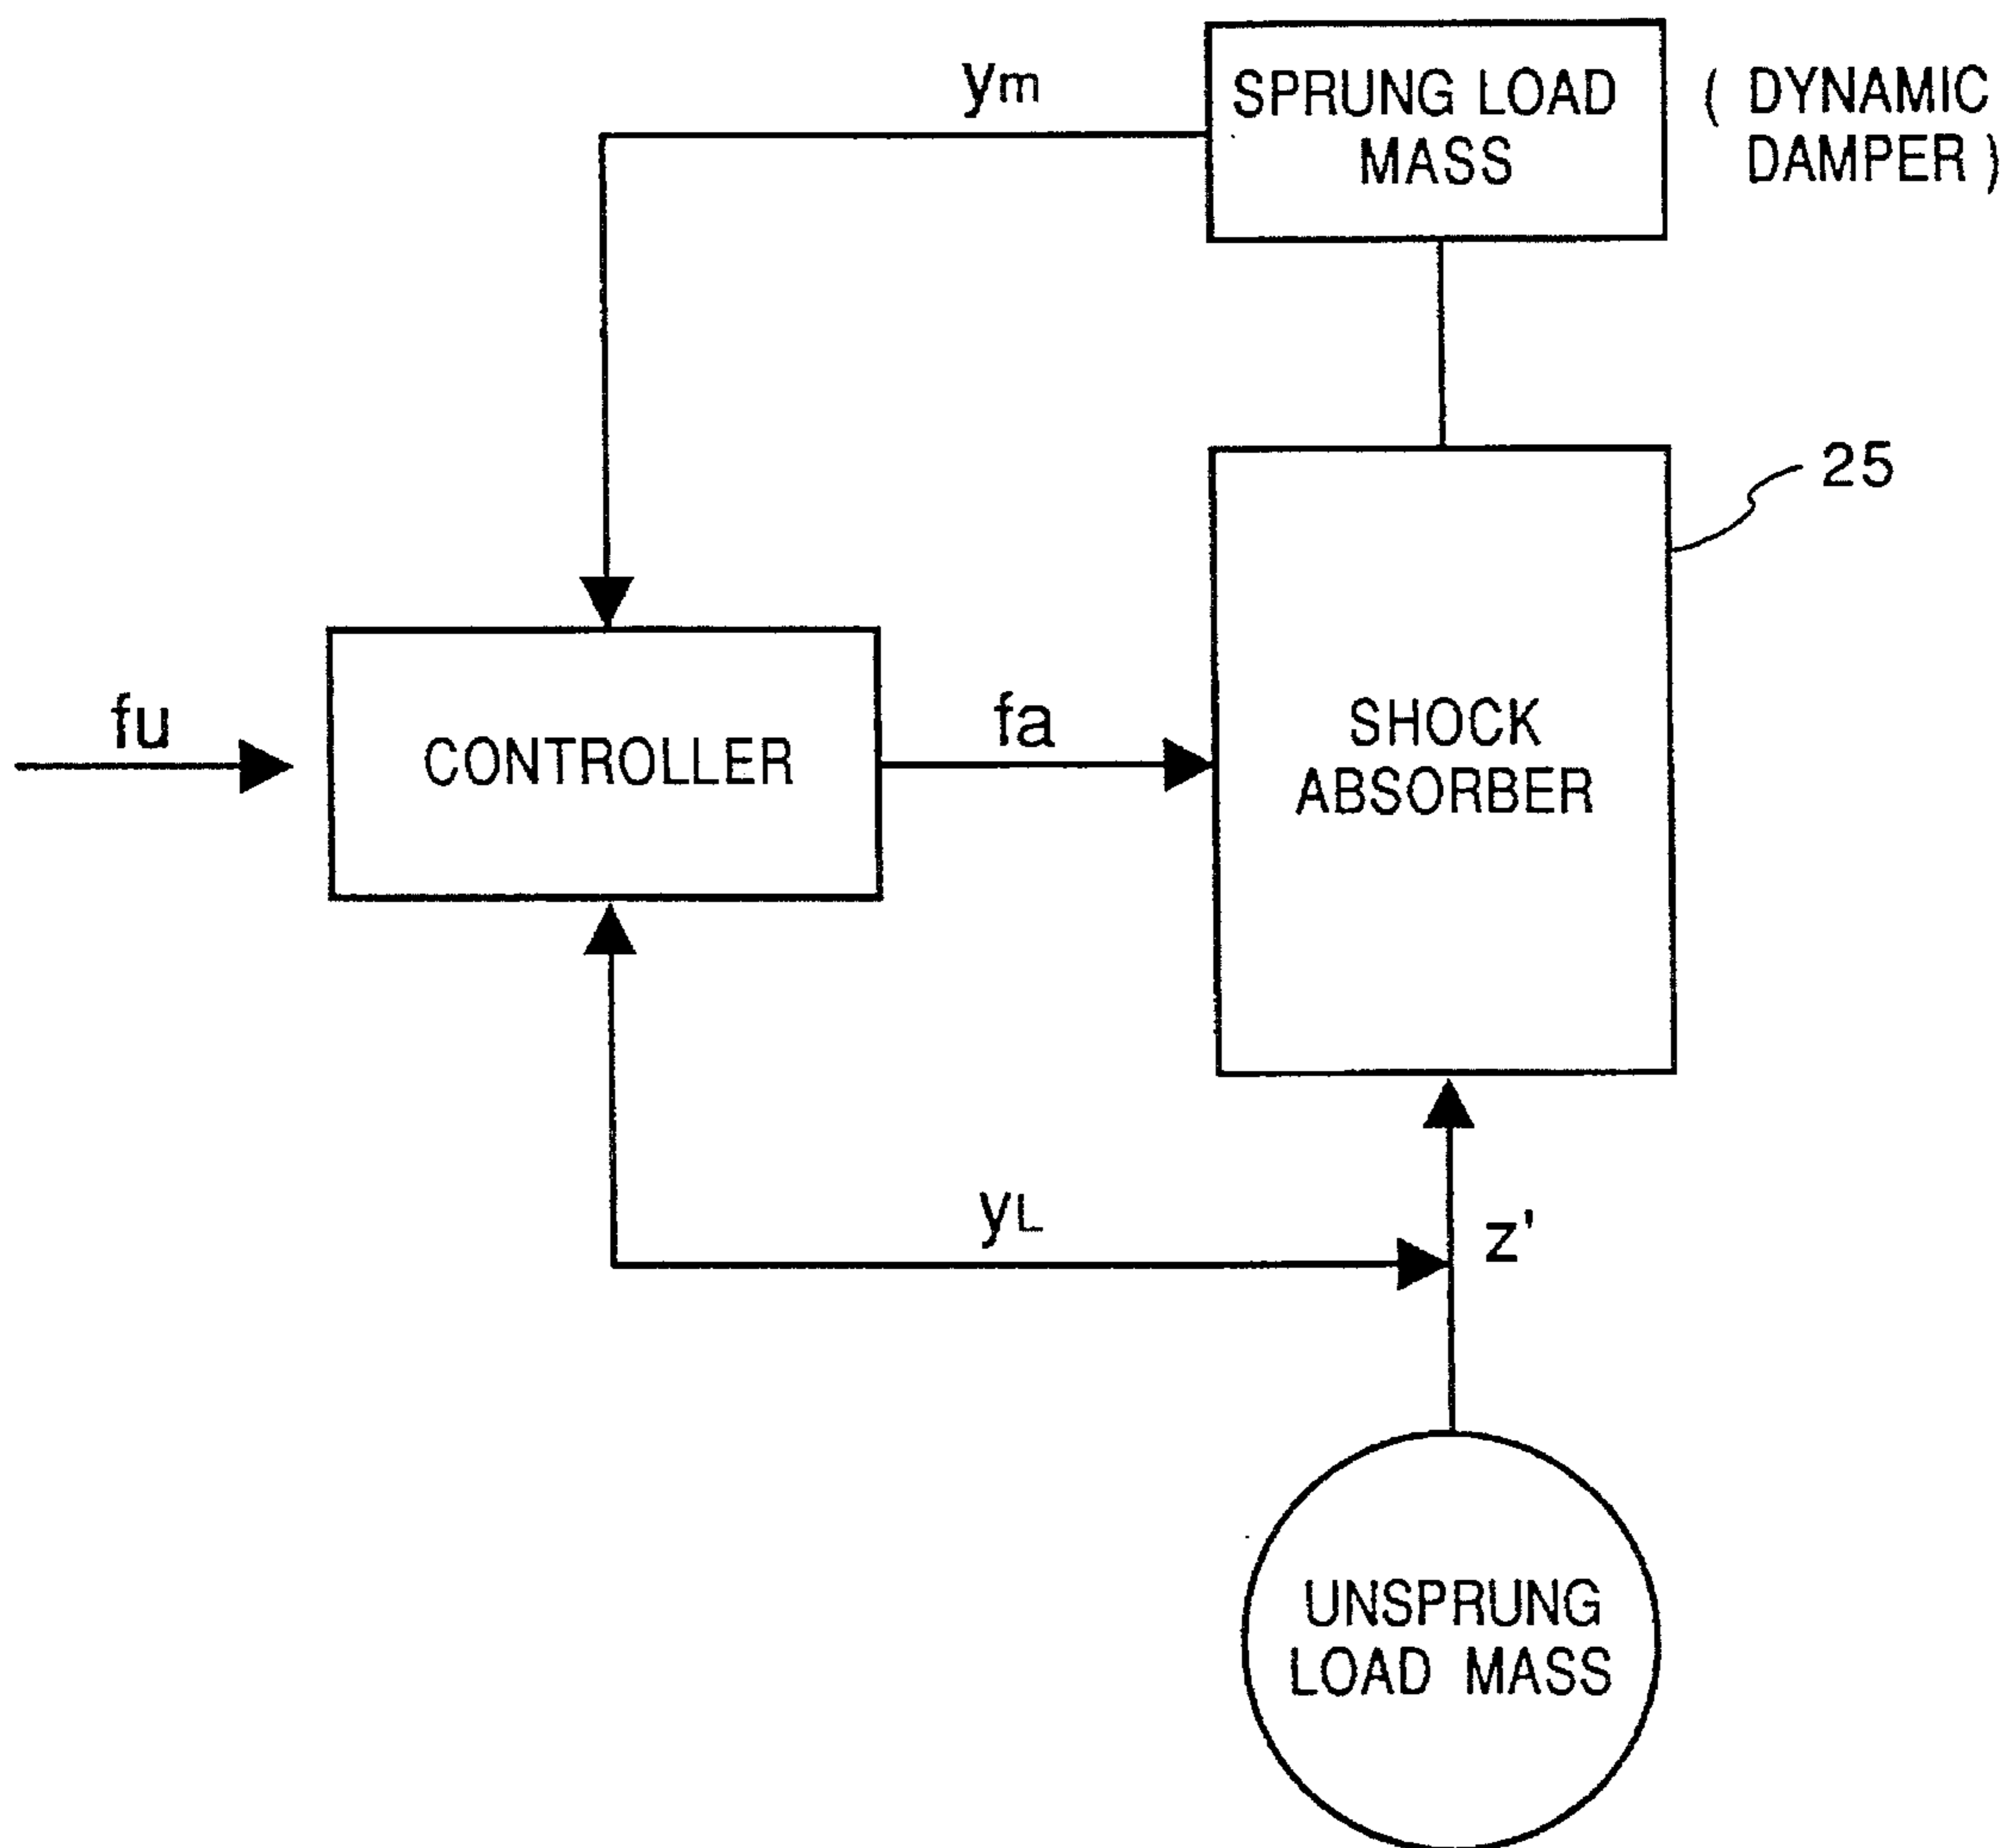 ym
SPRUNG LOAD
MASS
( DYNAMIC
DAMPER )
25
fu
CONTROLLER
fa
SHOCK
ABSORBER
yL
z'
UNSPRUNG
LOAD MASS